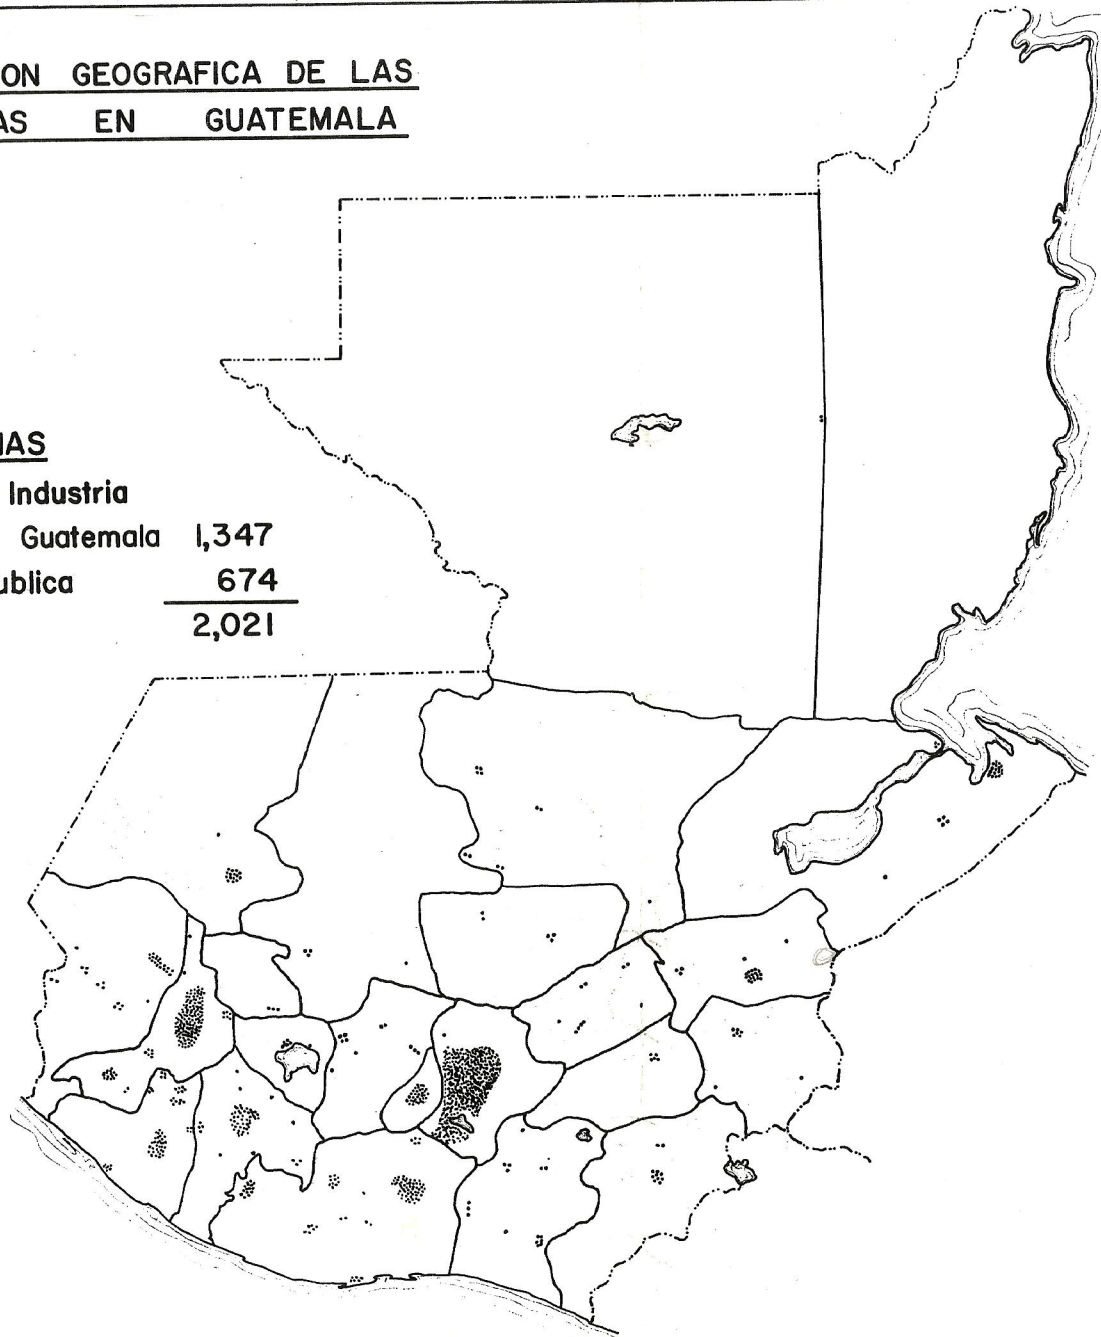 ON GEOGRAFICA DE LAS
AS EN GUATEMALA
IAS
Industria
Guatemala 1,347
ublica 674
2,021